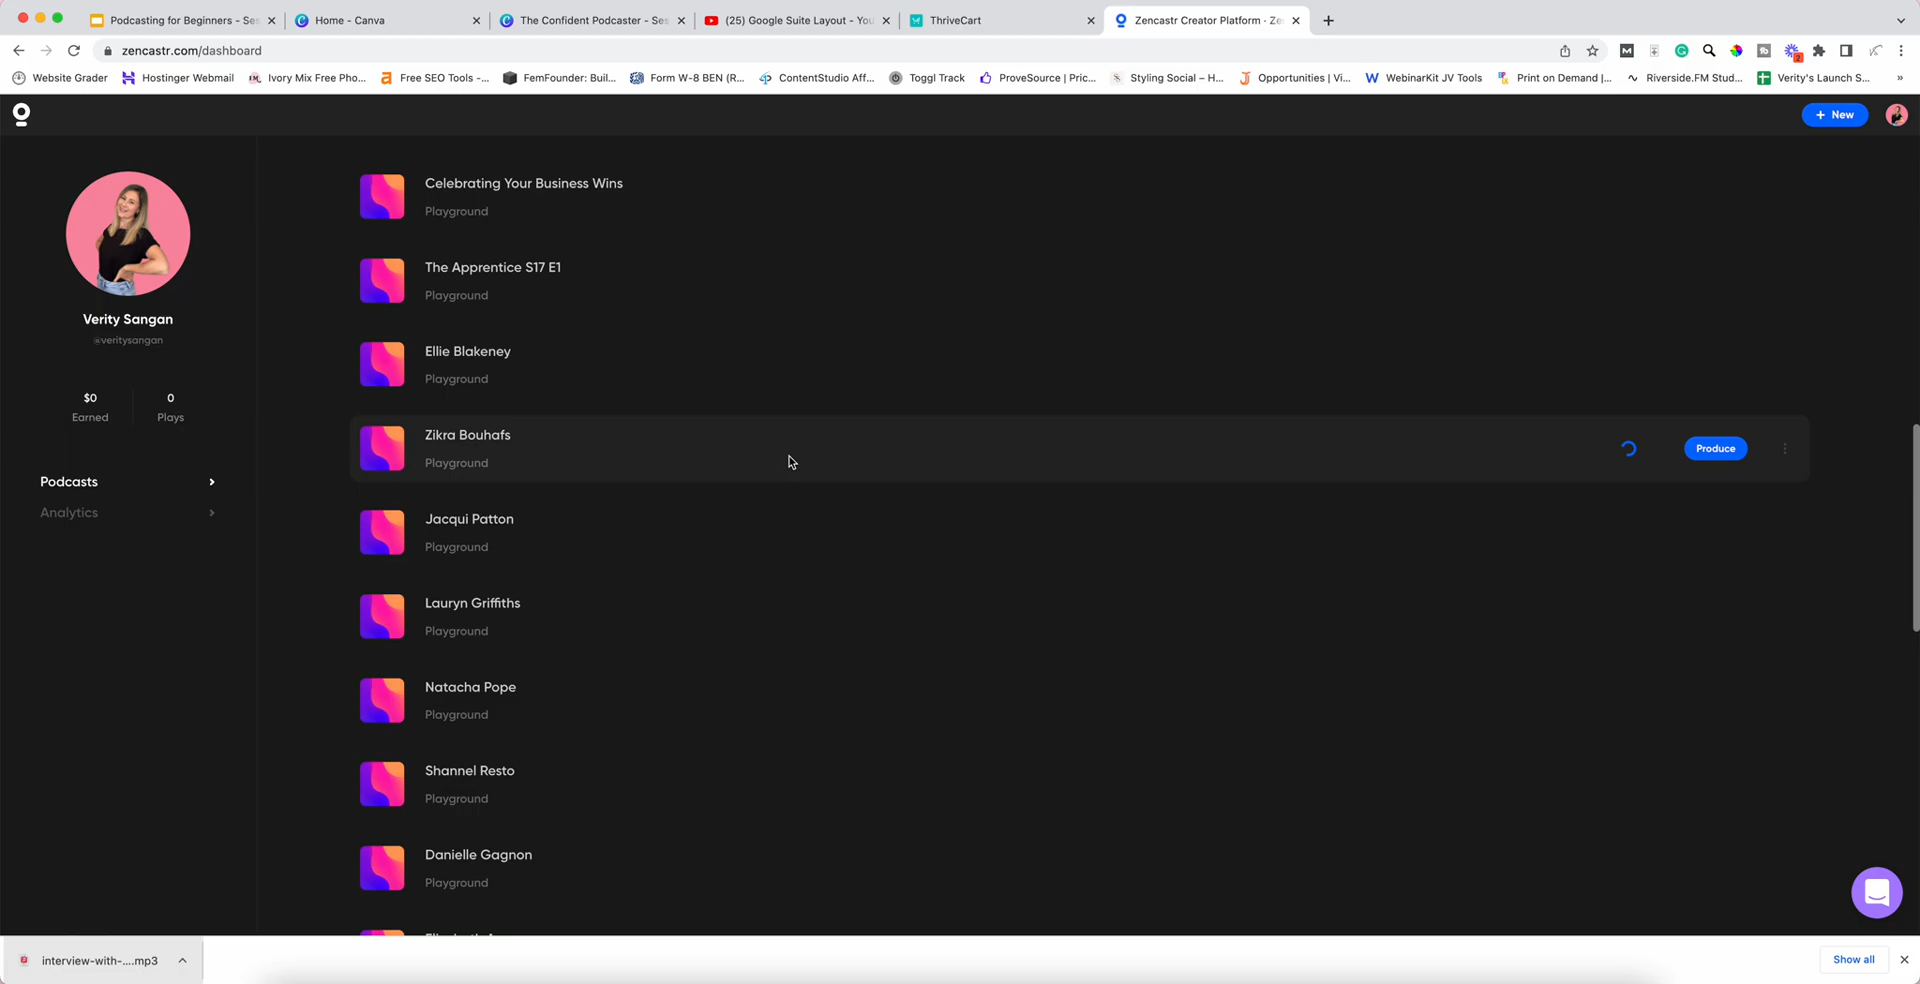 Podcasting for Beginners - Ses
Home - Canva
The Confident Podcaster - Ses
(25) Google Suite Layout - You
ThriveCart
Zencastr Creator Platform · Ze
zencastr.com/dashboard
Website Grader
Hostinger Webmail
Ivory Mix Free Pho...
Free SEO Tools -...
FemFounder: Buil...
Form W-8 BEN (R...
ContentStudio Aff...
Toggl Track
ProveSource | Pric...
Styling Social – H...
Opportunities | Vi...
WebinarKit JV Tools
Print on Demand |...
Riverside.FM Stud...
Verity's Launch S...
+ New
Verity Sangan
@veritysangan
$0
Earned
0
Plays
Podcasts
Analytics
Celebrating Your Business Wins
Playground
The Apprentice S17 E1
Playground
Ellie Blakeney
Playground
Zikra Bouhafs
Playground
Produce
Jacqui Patton
Playground
Lauryn Griffiths
Playground
Natacha Pope
Playground
Shannel Resto
Playground
Danielle Gagnon
Playground
interview-with-....mp3
Show all